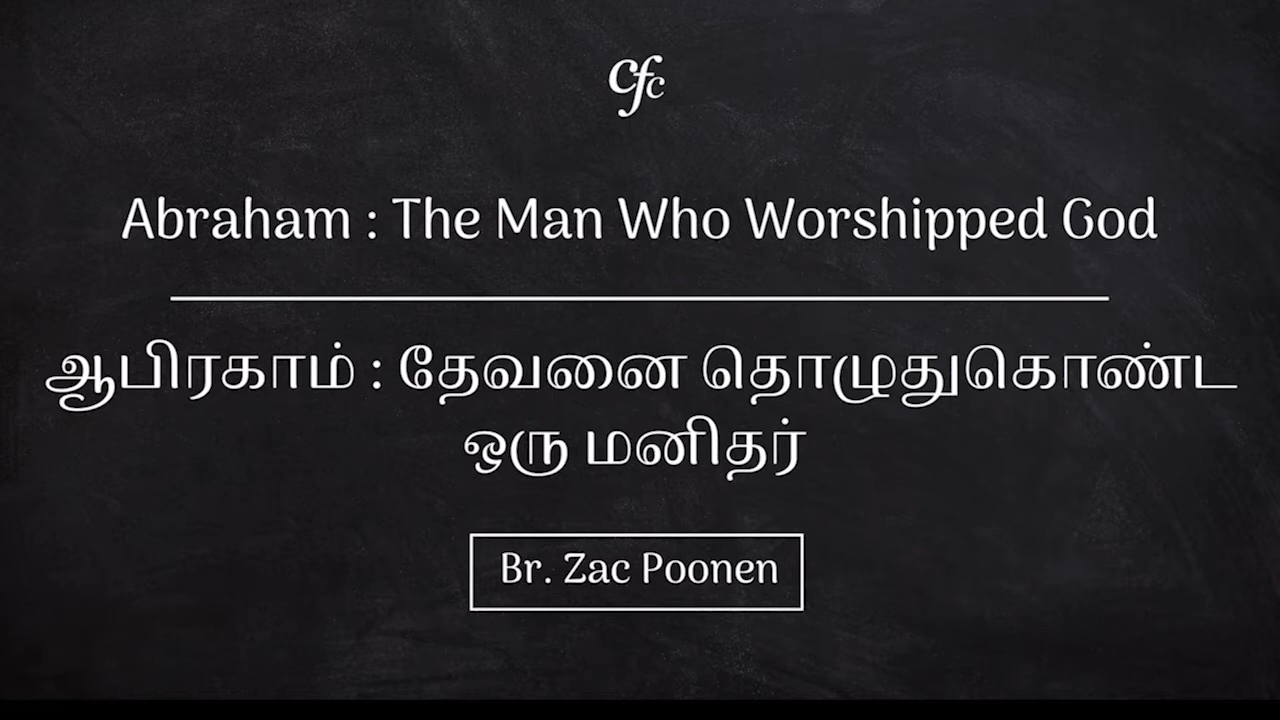 cfc
Abraham : The Man Who Worshipped God
ஆபிரகாம் : தேவனை தொழுதுகொண்ட
ஒரு மனிதர்
Br. Zac Poonen